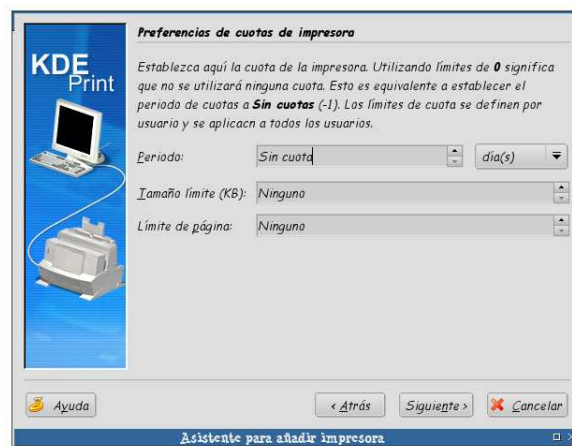 Preferencias de cuotas de impresora
KDE
Print
Establezca aquí la cuota de la impresora. Utilizando límites de 0 significa
que no se utilizará ninguna cuota. Esto es equivalente a establecer el
periodo de cuotas a Sin cuotas (-1). Los límites de cuota se definen por
usuario y se aplicacn a todos los usuarios.
Periodo: Sin cuota día(s)
Tamaño límite (KB): Ninguno
Límite de página: Ninguno
Ayuda < Atrás Siguiente > Cancelar
Asistente para añadir impresora